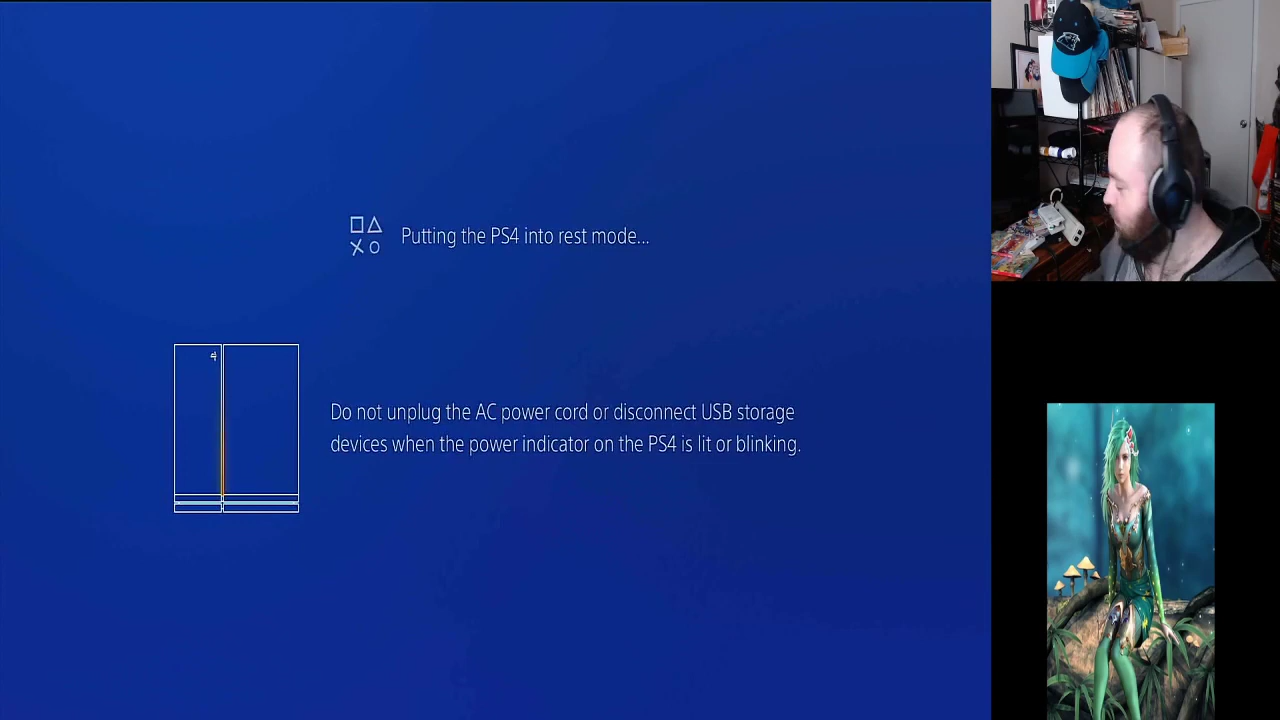 Putting the PS4 into rest mode...
Do not unplug the AC power cord or disconnect USB storage
devices when the power indicator on the PS4 is lit or blinking.